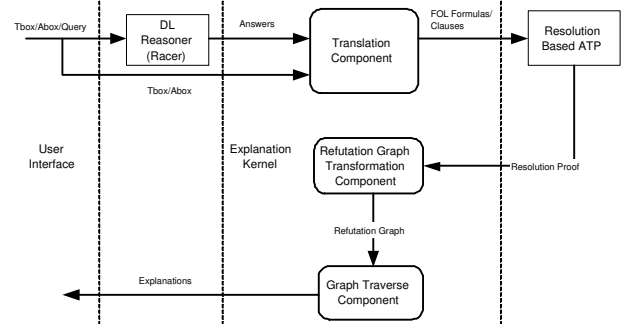 Tbox/Abox/Query
DL
Reasoner
(Racer)
Answers
Translation
Component
FOL Formulas/
Clauses
Resolution
Based ATP
Tbox/Abox
User
Interface
Explanation
Kernel
Refutation Graph
Transformation
Component
Resolution Proof
Refutation Graph
Explanations
Graph Traverse
Component